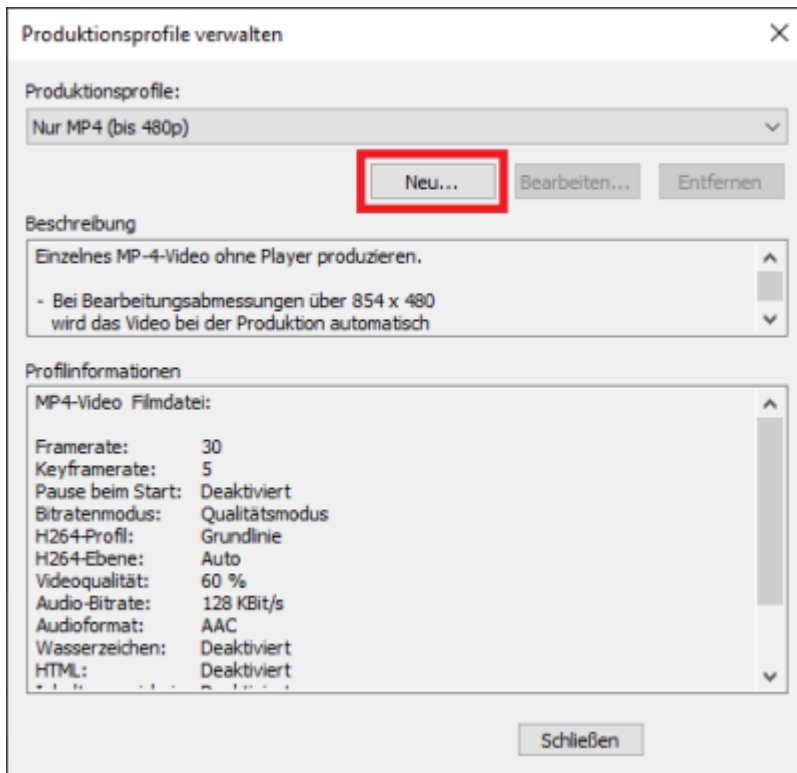 Produktionsprofile verwalten
Produktionsprofile:
Nur MP4 (bis 480p)
Neu... Bearbeiten... Entfernen
Beschreibung
Einzelnes MP-4-Video ohne Player produzieren.
- Bei Bearbeitungsabmessungen über 854 x 480
wird das Video bei der Produktion automatisch
Profilinformationen
MP4-Video Filmdatei:
Framerate: 30
Keyframerate: 5
Pause beim Start: Deaktiviert
Bitratenmodus: Qualitätsmodus
H264-Profil: Grundlinie
H264-Ebene: Auto
Videoqualität: 60 %
Audio-Bitrate: 128 KBit/s
Audioformat: AAC
Wasserzeichen: Deaktiviert
HTML: Deaktiviert
Schließen